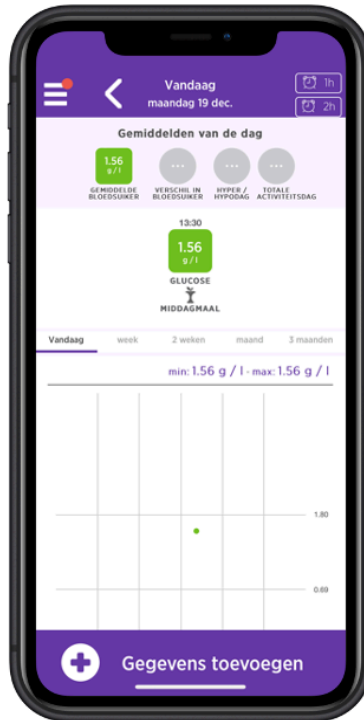 Vandaag
maandag 19 dec.
1h
2h
Gemiddelden van de dag
1.56
g/l
...
...
...
GEMIDDELDE
BLOEDSUIKER
VERSCHIL IN
BLOEDSUIKER
HYPER /
HYPODAG
TOTALE
ACTIVITEITSDAG
13:30
1.56
g/l
GLUCOSE
MIDDAGMAAL
Vandaag week 2 weken maand 3 maanden
min: 1.56 g / l - max: 1.56 g / l
1.80
0.69
Gegevens toevoegen